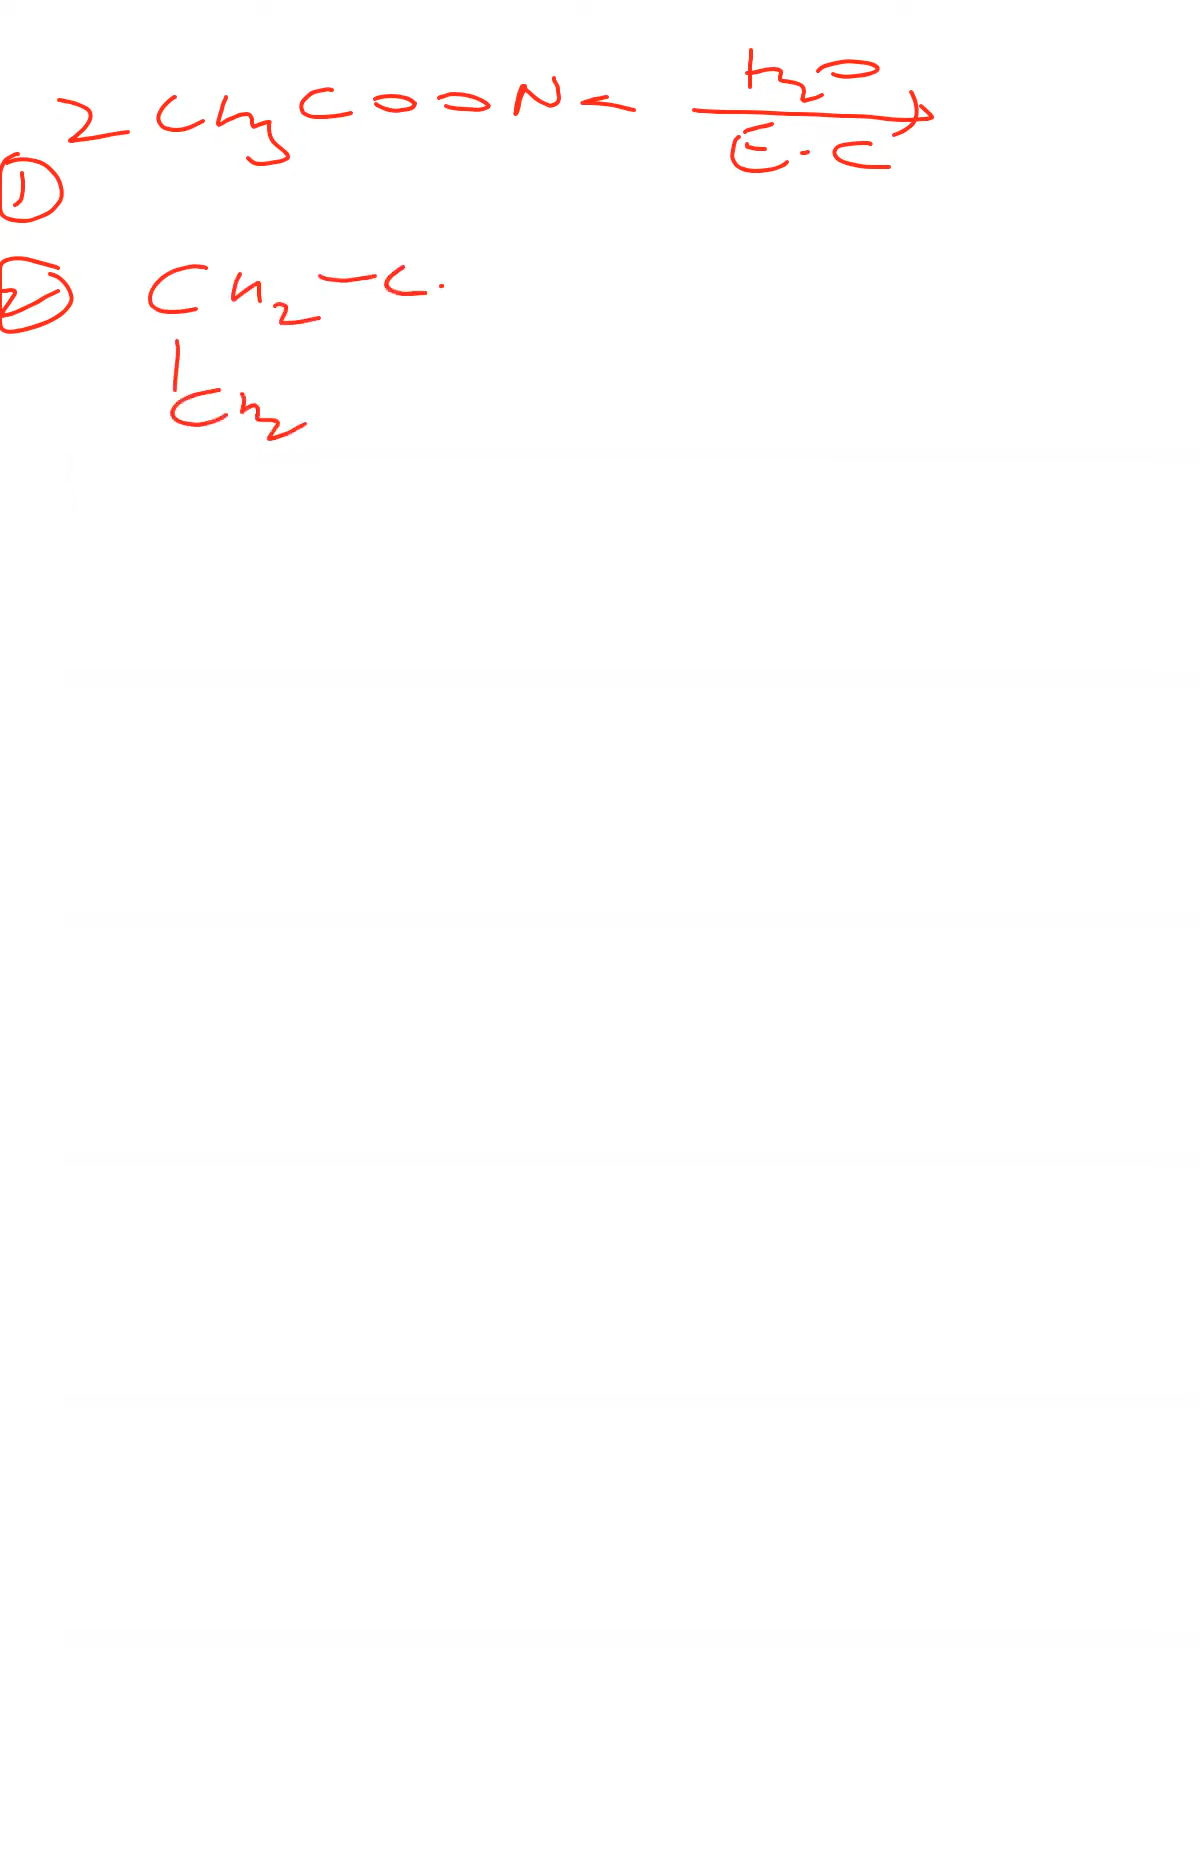 H₂O
2 CH₃COONa ⟶
E.C
①
② CH₂ — C.
|
CH₂